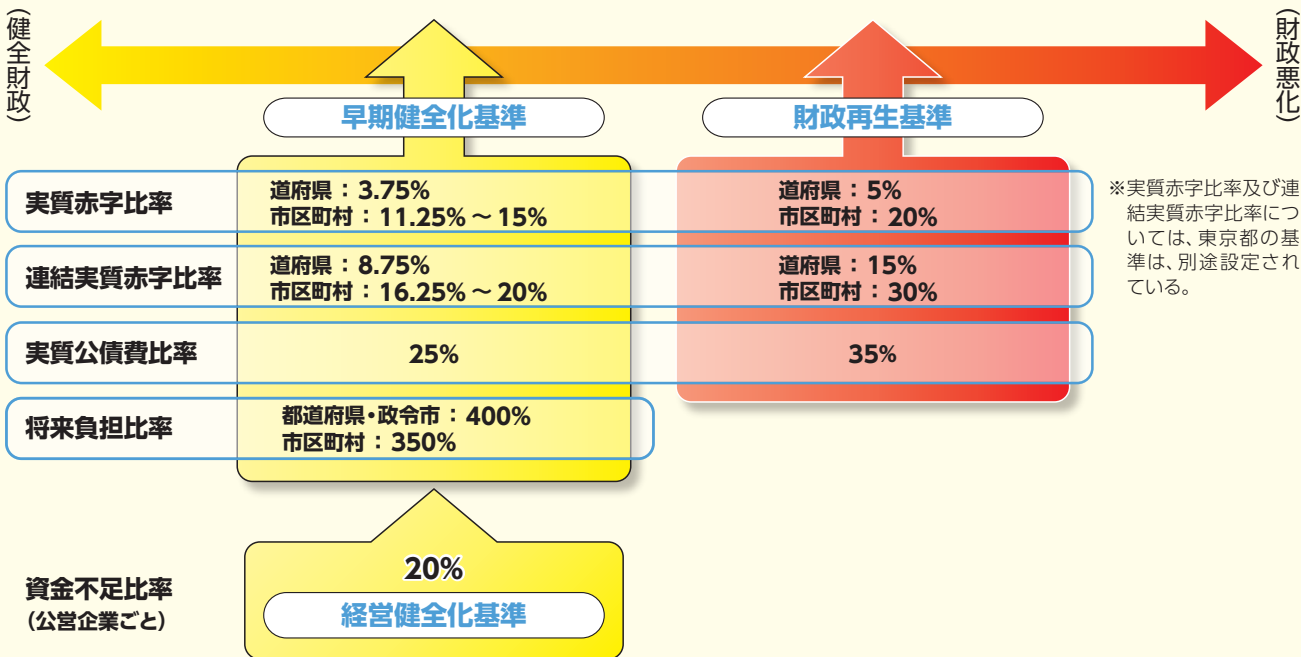 (健全財政)
(財政悪化)
早期健全化基準
財政再生基準
実質赤字比率
道府県：3.75%
市区町村：11.25%～15%
道府県：5%
市区町村：20%
連結実質赤字比率
道府県：8.75%
市区町村：16.25%～20%
道府県：15%
市区町村：30%
実質公債費比率
25%
35%
将来負担比率
都道府県・政令市：400%
市区町村：350%
※実質赤字比率及び連
結実質赤字比率につ
いては、東京都の基
準は、別途設定され
ている。
資金不足比率
(公営企業ごと)
20%
経営健全化基準